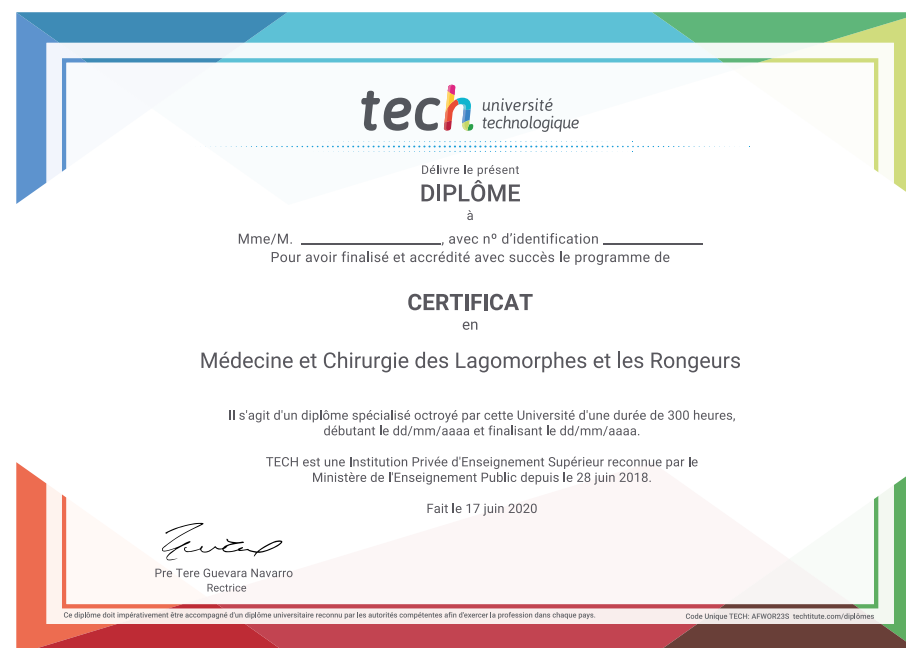 tech université
technologique
Délivre le présent
DIPLÔME
à
Mme/M. ____________________, avec nº d'identification ______________
Pour avoir finalisé et accrédité avec succès le programme de
CERTIFICAT
en
Médecine et Chirurgie des Lagomorphes et les Rongeurs
Il s'agit d'un diplôme spécialisé octroyé par cette Université d'une durée de 300 heures,
débutant le dd/mm/aaaa et finalisant le dd/mm/aaaa.
TECH est une Institution Privée d'Enseignement Supérieur reconnue par le
Ministère de l'Enseignement Public depuis le 28 juin 2018.
Fait le 17 juin 2020
Pre Tere Guevara Navarro
Rectrice
Ce diplôme doit impérativement être accompagné d'un diplôme universitaire reconnu par les autorités compétentes afin d'exercer la profession dans chaque pays.
Code Unique TECH: AFWOR23S techtitute.com/diplômes